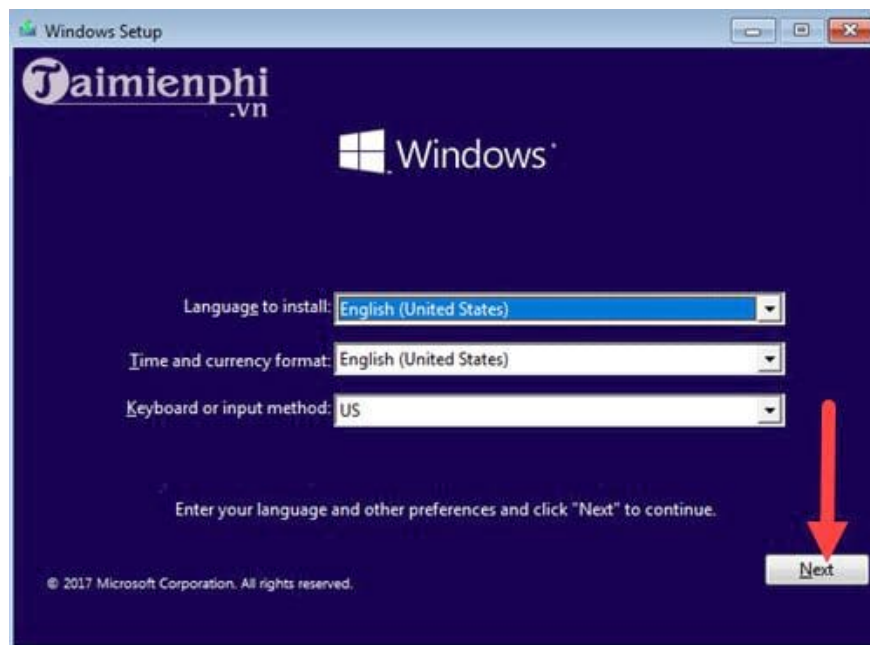 Windows Setup
Taimienphi
.vn
Windows
Language to install: English (United States)
Time and currency format: English (United States)
Keyboard or input method: US
Enter your language and other preferences and click "Next" to continue.
Next
© 2017 Microsoft Corporation. All rights reserved.